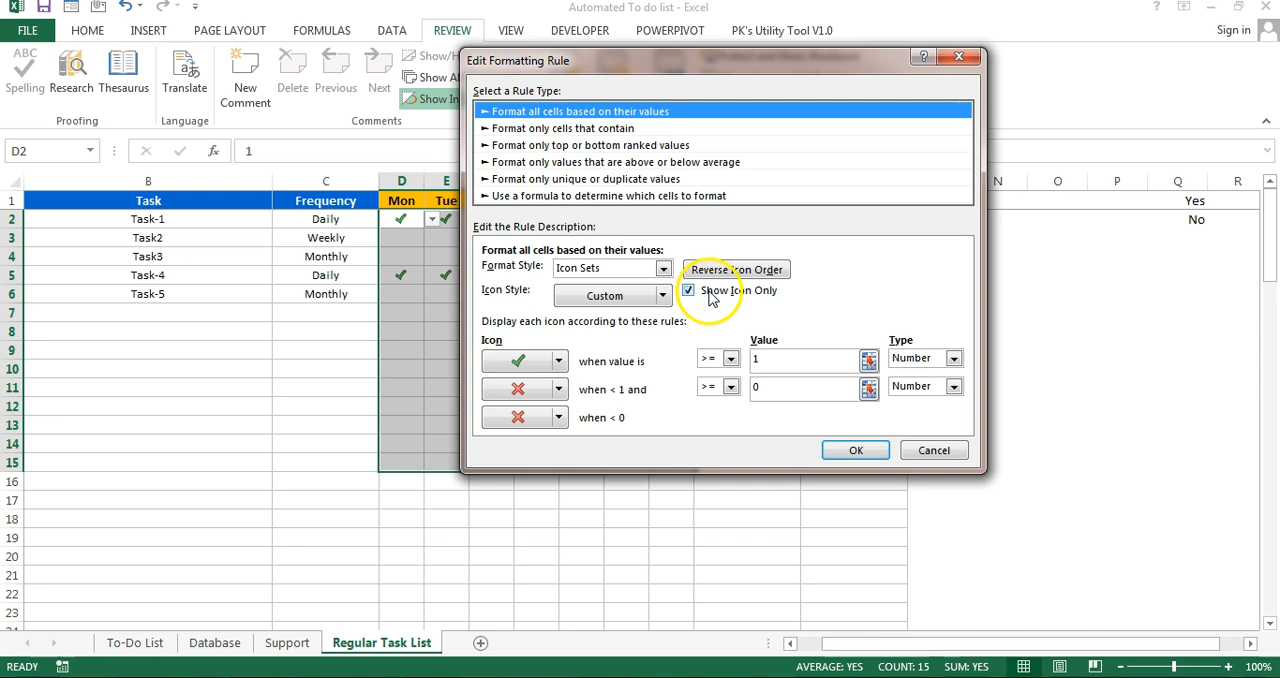 Automated To do list - Excel
FILE HOME INSERT PAGE LAYOUT FORMULAS DATA REVIEW VIEW DEVELOPER POWERPIVOT PK's Utility Tool V1.0 Sign in
ABC
Spelling Research Thesaurus Translate New Comment Delete Previous Next Show/H
Show Al
Show In
Proofing Language Comments
D2 fx 1
B C D E N O P Q R
1 Task Frequency Mon Tue Yes
2 Task-1 Daily No
3 Task2 Weekly
4 Task3 Monthly
5 Task-4 Daily
6 Task-5 Monthly
7
8
9
10
11
12
13
14
15
16
17
18
19
20
21
22
23
Edit Formatting Rule
Select a Rule Type:
► Format all cells based on their values
► Format only cells that contain
► Format only top or bottom ranked values
► Format only values that are above or below average
► Format only unique or duplicate values
► Use a formula to determine which cells to format
Edit the Rule Description:
Format all cells based on their values:
Format Style: Icon Sets Reverse Icon Order
Icon Style: Custom Show Icon Only
Display each icon according to these rules:
Icon Value Type
when value is >= 1 Number
when < 1 and >= 0 Number
when < 0
OK Cancel
To-Do List Database Support Regular Task List
READY AVERAGE: YES COUNT: 15 SUM: YES 100%